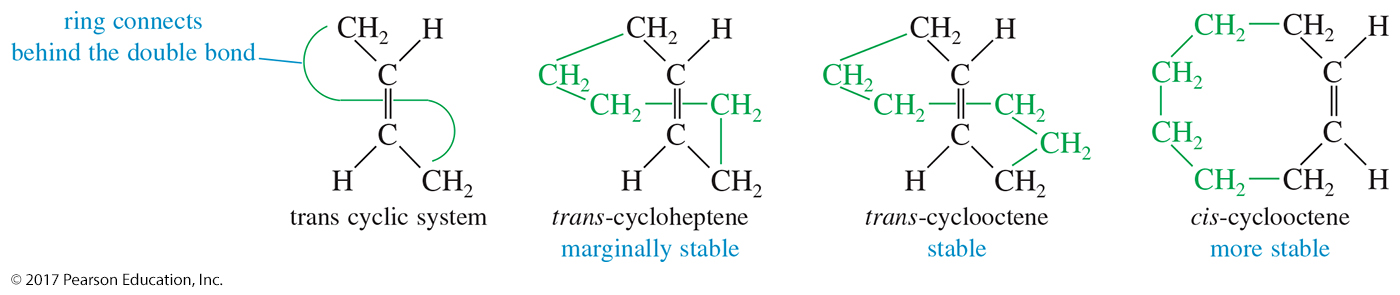 ring connects
behind the double bond
CH₂ H
C
C
H CH₂
trans cyclic system
CH₂ H
CH₂ C
CH₂ CH₂
C
H CH₂
trans-cycloheptene
marginally stable
CH₂ H
CH₂ C
CH₂ CH₂
C CH₂
H CH₂
trans-cyclooctene
stable
CH₂ CH₂ H
CH₂ C
CH₂ C
CH₂ CH₂ H
cis-cyclooctene
more stable
© 2017 Pearson Education, Inc.